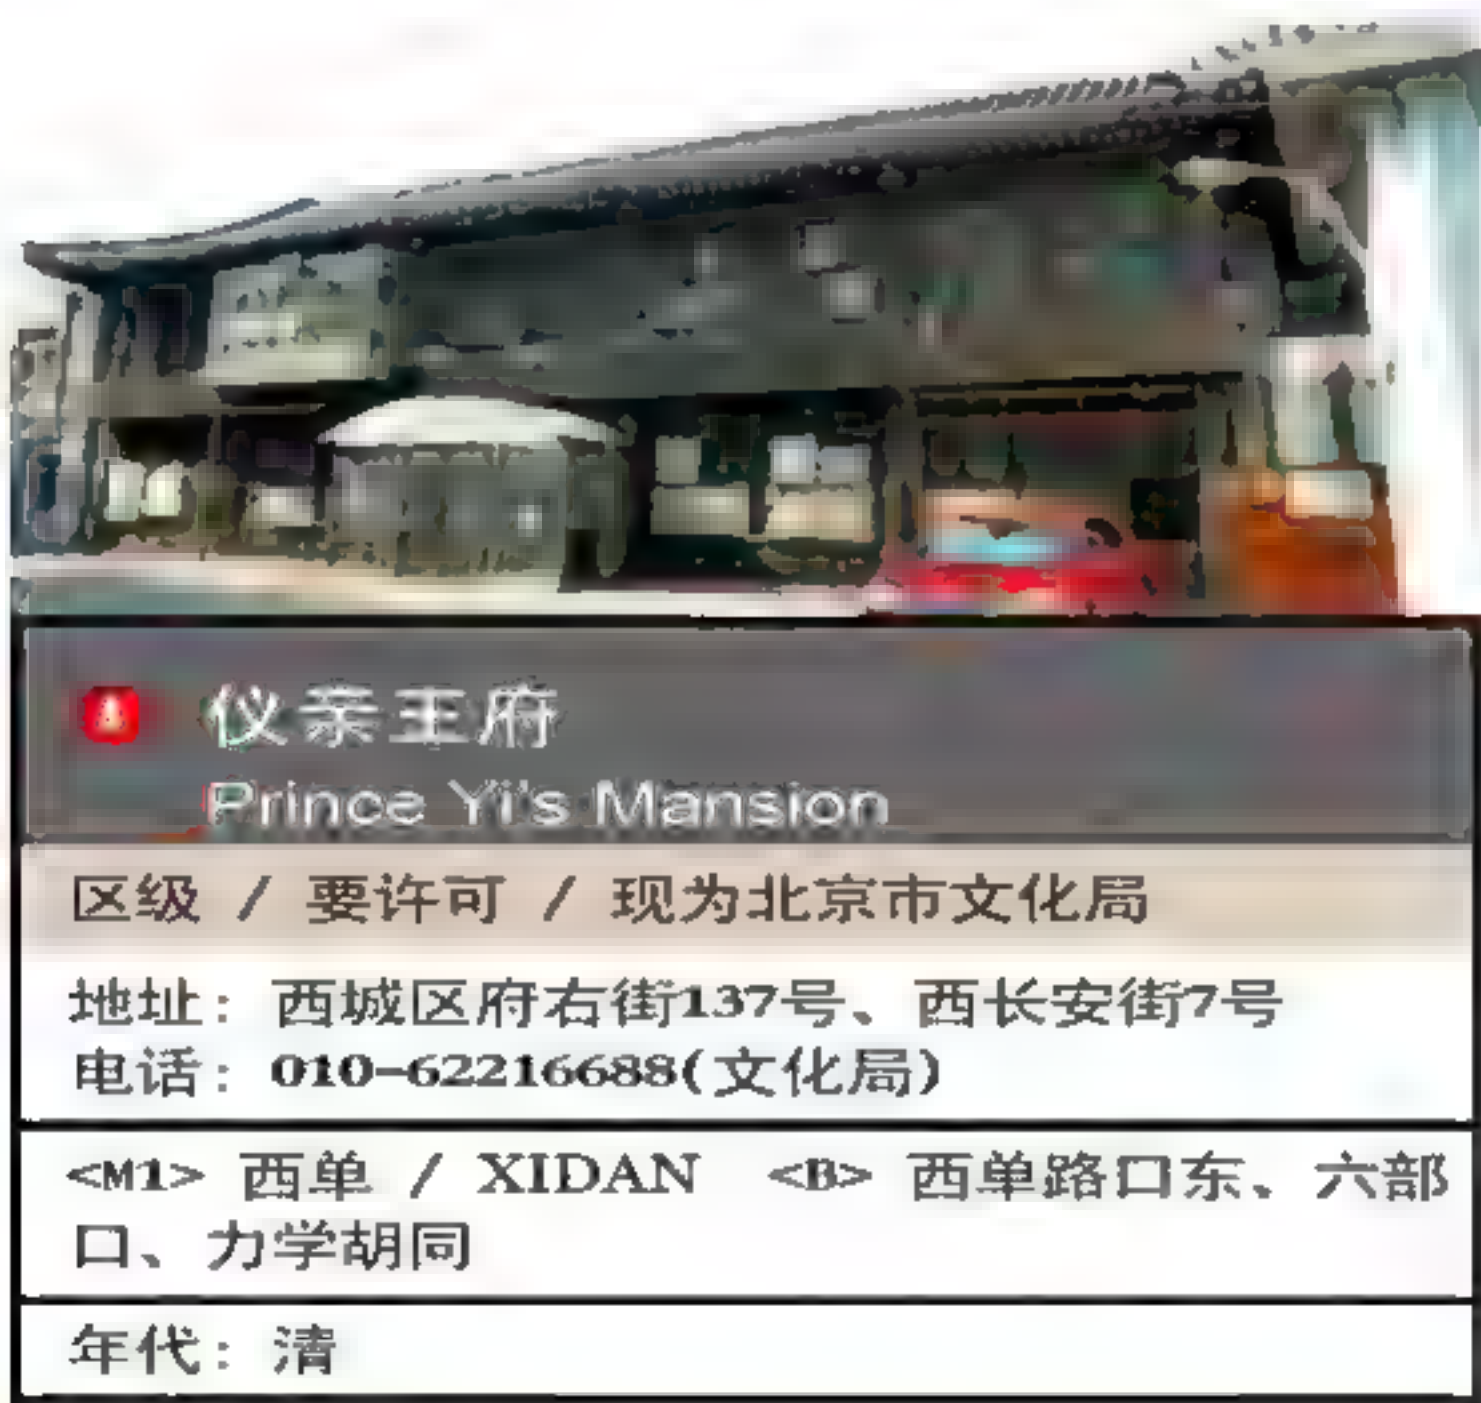 仪亲王府
Prince Yi's Mansion
区级 / 要许可 / 现为北京市文化局
地址：西城区府右街137号、西长安街7号
电话：010-62216688(文化局)
<M1> 西单 / XIDAN <B> 西单路口东、六部
口、力学胡同
年代：清